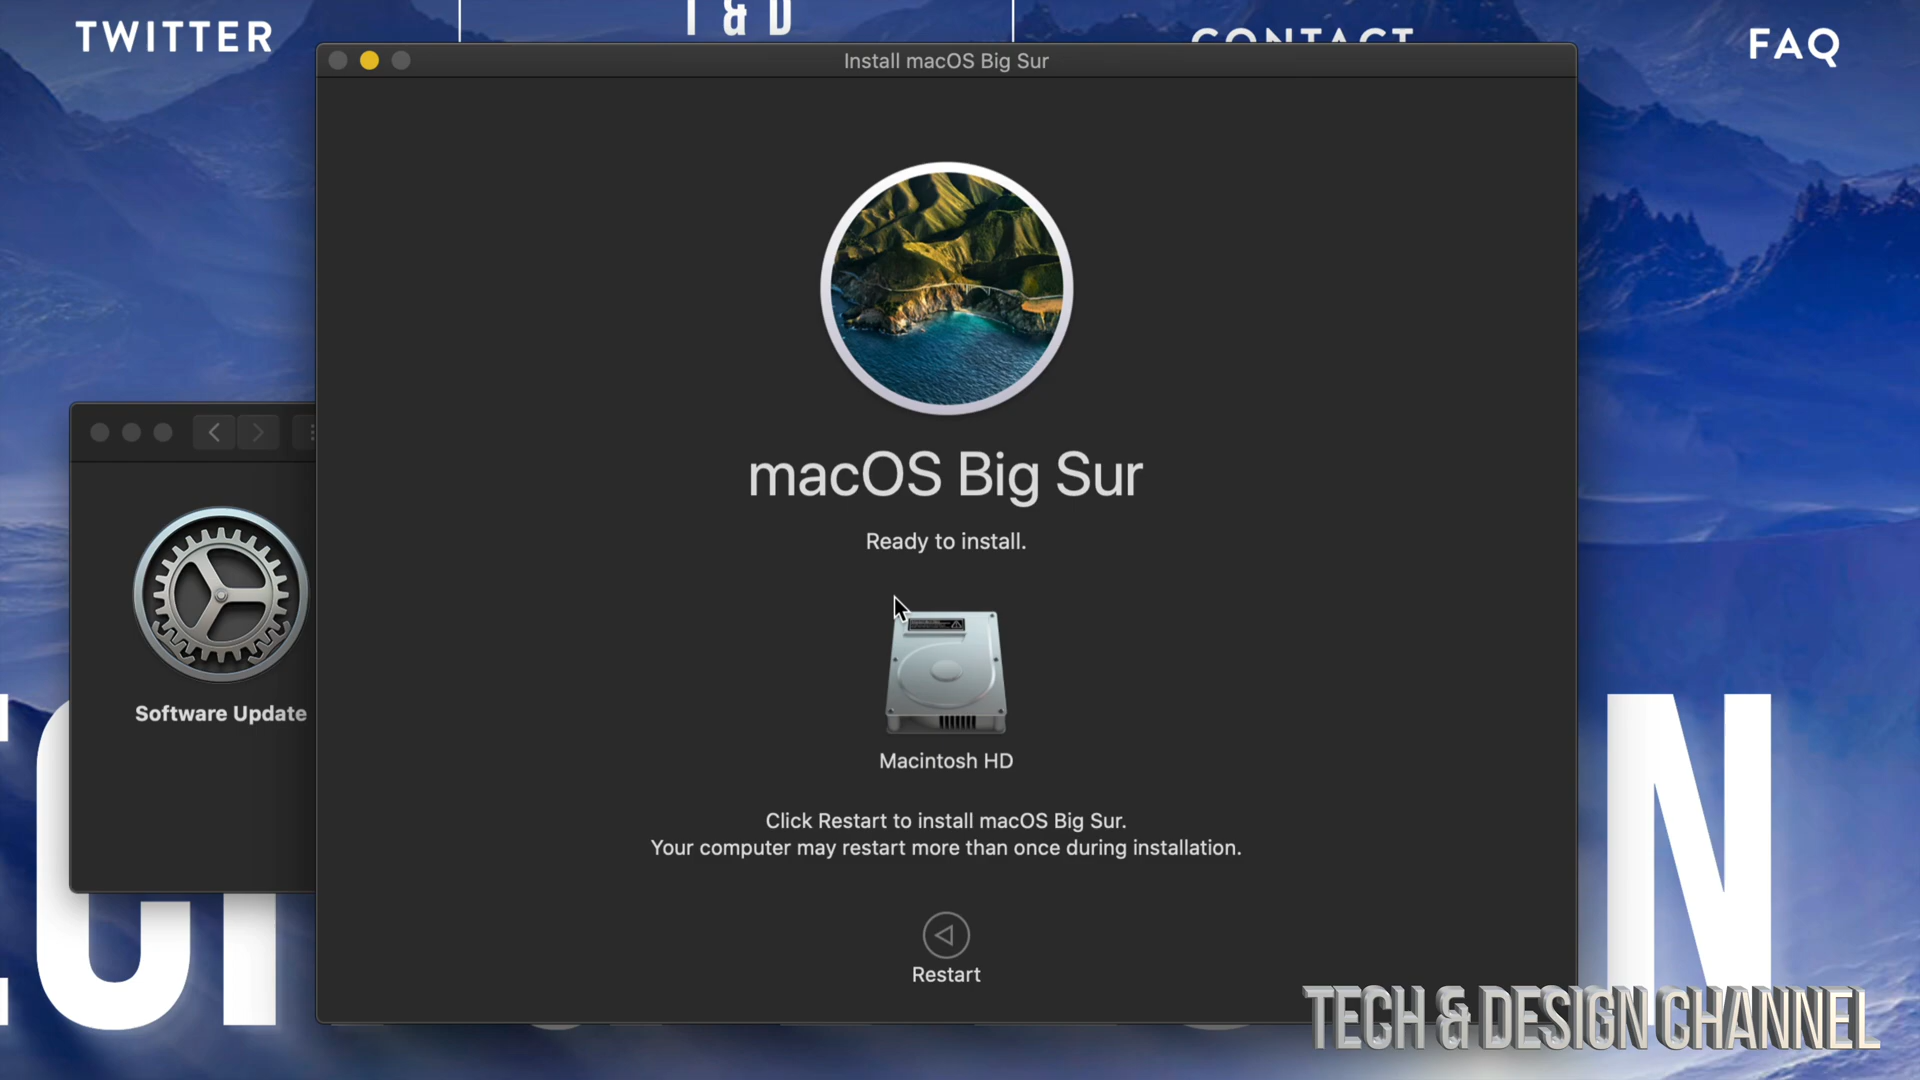 TWITTER
T & D
CONTACT
FAQ
Install macOS Big Sur
macOS Big Sur
Ready to install.
Software Update
Macintosh HD
Click Restart to install macOS Big Sur.
Your computer may restart more than once during installation.
Restart
TECH & DESIGN CHANNEL